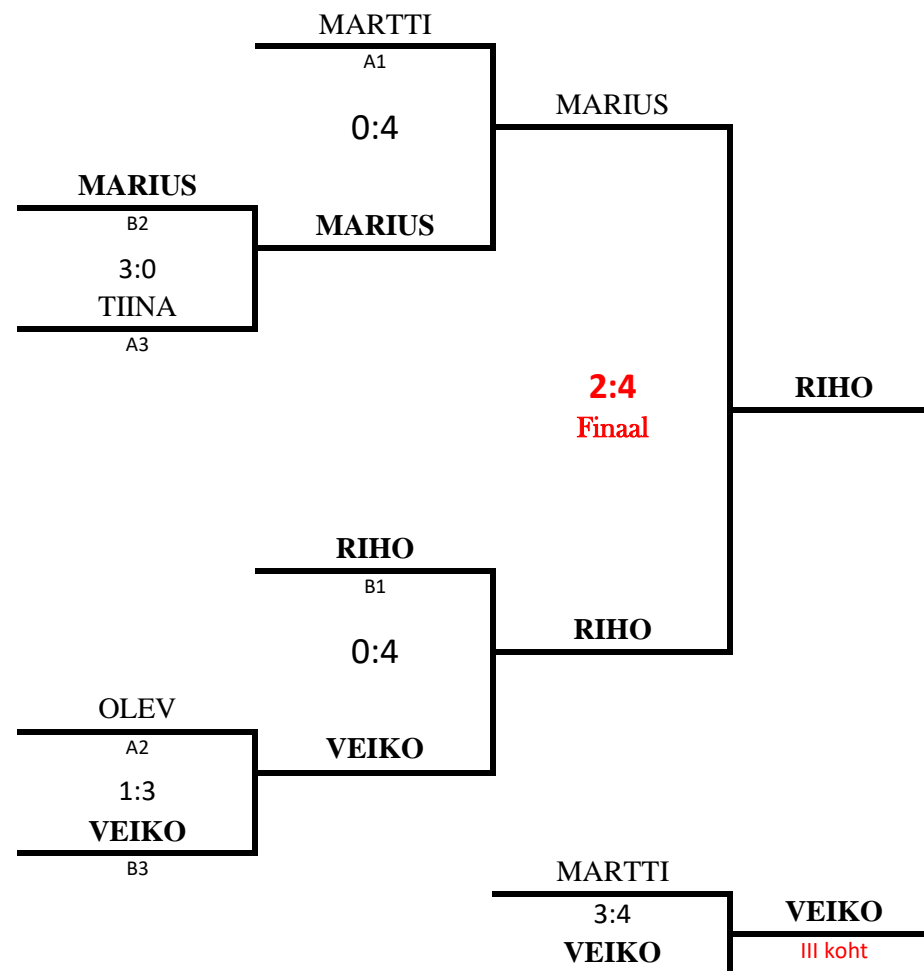 MARTTI
A1
0:4
MARIUS
MARIUS
B2
MARIUS
3:0
TIINA
A3
2:4
Finaal
RIHO
RIHO
B1
0:4
RIHO
OLEV
A2
VEIKO
1:3
VEIKO
B3
MARTTI
3:4
VEIKO
VEIKO
III koht